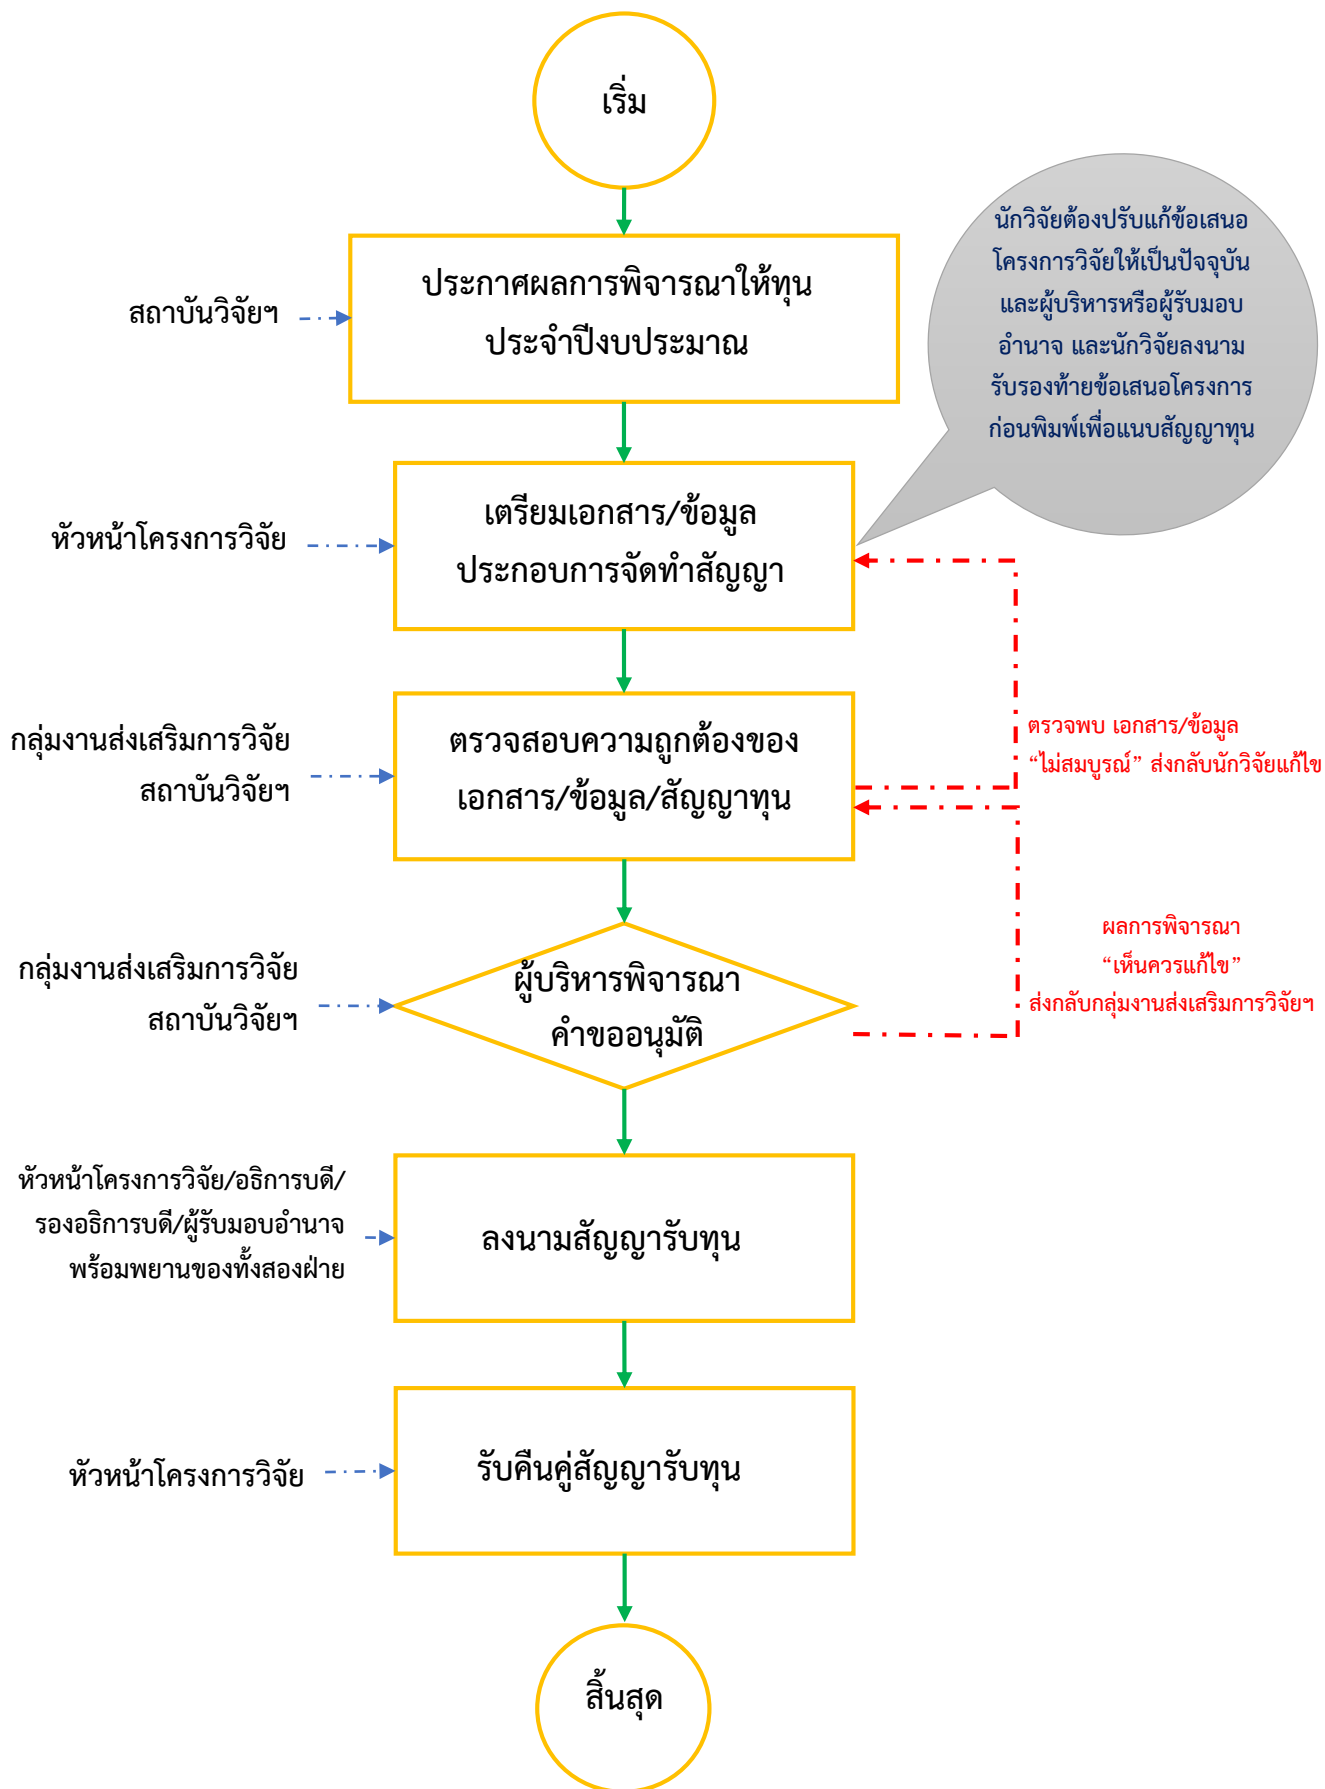 เริ่ม
นักวิจัยต้องปรับแก้ข้อเสนอ
โครงการวิจัยให้เป็นปัจจุบัน
และผู้บริหารหรือผู้รับมอบ
อำนาจ และนักวิจัยลงนาม
รับรองท้ายข้อเสนอโครงการ
ก่อนพิมพ์เพื่อแนบสัญญาทุน
สถาบันวิจัยฯ
ประกาศผลการพิจารณาให้ทุน
ประจำปีงบประมาณ
หัวหน้าโครงการวิจัย
เตรียมเอกสาร/ข้อมูล
ประกอบการจัดทำสัญญา
กลุ่มงานส่งเสริมการวิจัย
สถาบันวิจัยฯ
ตรวจสอบความถูกต้องของ
เอกสาร/ข้อมูล/สัญญาทุน
ตรวจพบ เอกสาร/ข้อมูล
“ไม่สมบูรณ์” ส่งกลับนักวิจัยแก้ไข
กลุ่มงานส่งเสริมการวิจัย
สถาบันวิจัยฯ
ผู้บริหารพิจารณา
คำขออนุมัติ
ผลการพิจารณา
“เห็นควรแก้ไข”
ส่งกลับกลุ่มงานส่งเสริมการวิจัยฯ
หัวหน้าโครงการวิจัย/อธิการบดี/
รองอธิการบดี/ผู้รับมอบอำนาจ
พร้อมพยานของทั้งสองฝ่าย
ลงนามสัญญารับทุน
หัวหน้าโครงการวิจัย
รับคืนคู่สัญญารับทุน
สิ้นสุด